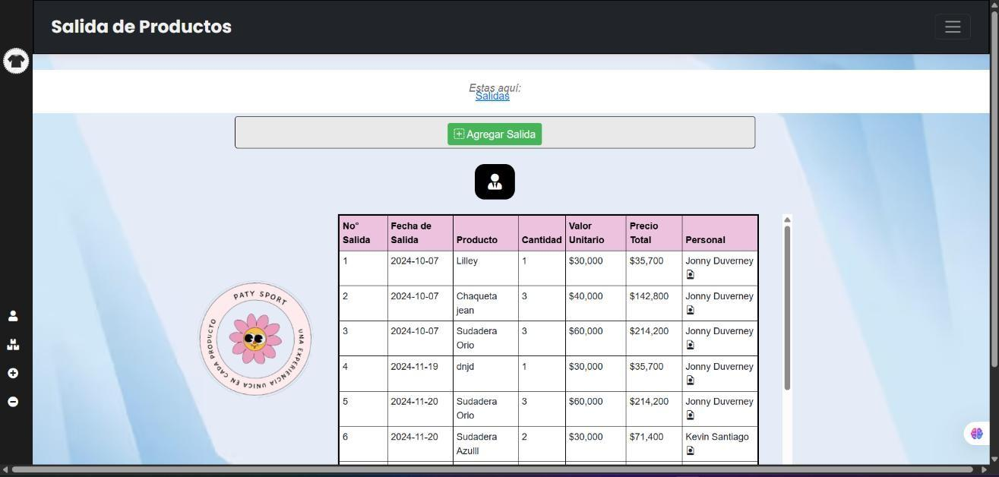 Salida de Productos
Estas aquí:
Salidas
Agregar Salida
No° Salida	Fecha de Salida	Producto	Cantidad	Valor Unitario	Precio Total	Personal
1	2024-10-07	Lilley	1	$30,000	$35,700	Jonny Duverney
2	2024-10-07	Chaqueta jean	3	$40,000	$142,800	Jonny Duverney
3	2024-10-07	Sudadera Orio	3	$60,000	$214,200	Jonny Duverney
4	2024-11-19	dnjd	1	$30,000	$35,700	Jonny Duverney
5	2024-11-20	Sudadera Orio	3	$60,000	$214,200	Jonny Duverney
6	2024-11-20	Sudadera Azulll	2	$30,000	$71,400	Kevin Santiago
PATY SPORT
UNA EXPERIENCIA UNICA EN CADA PRODUCTO